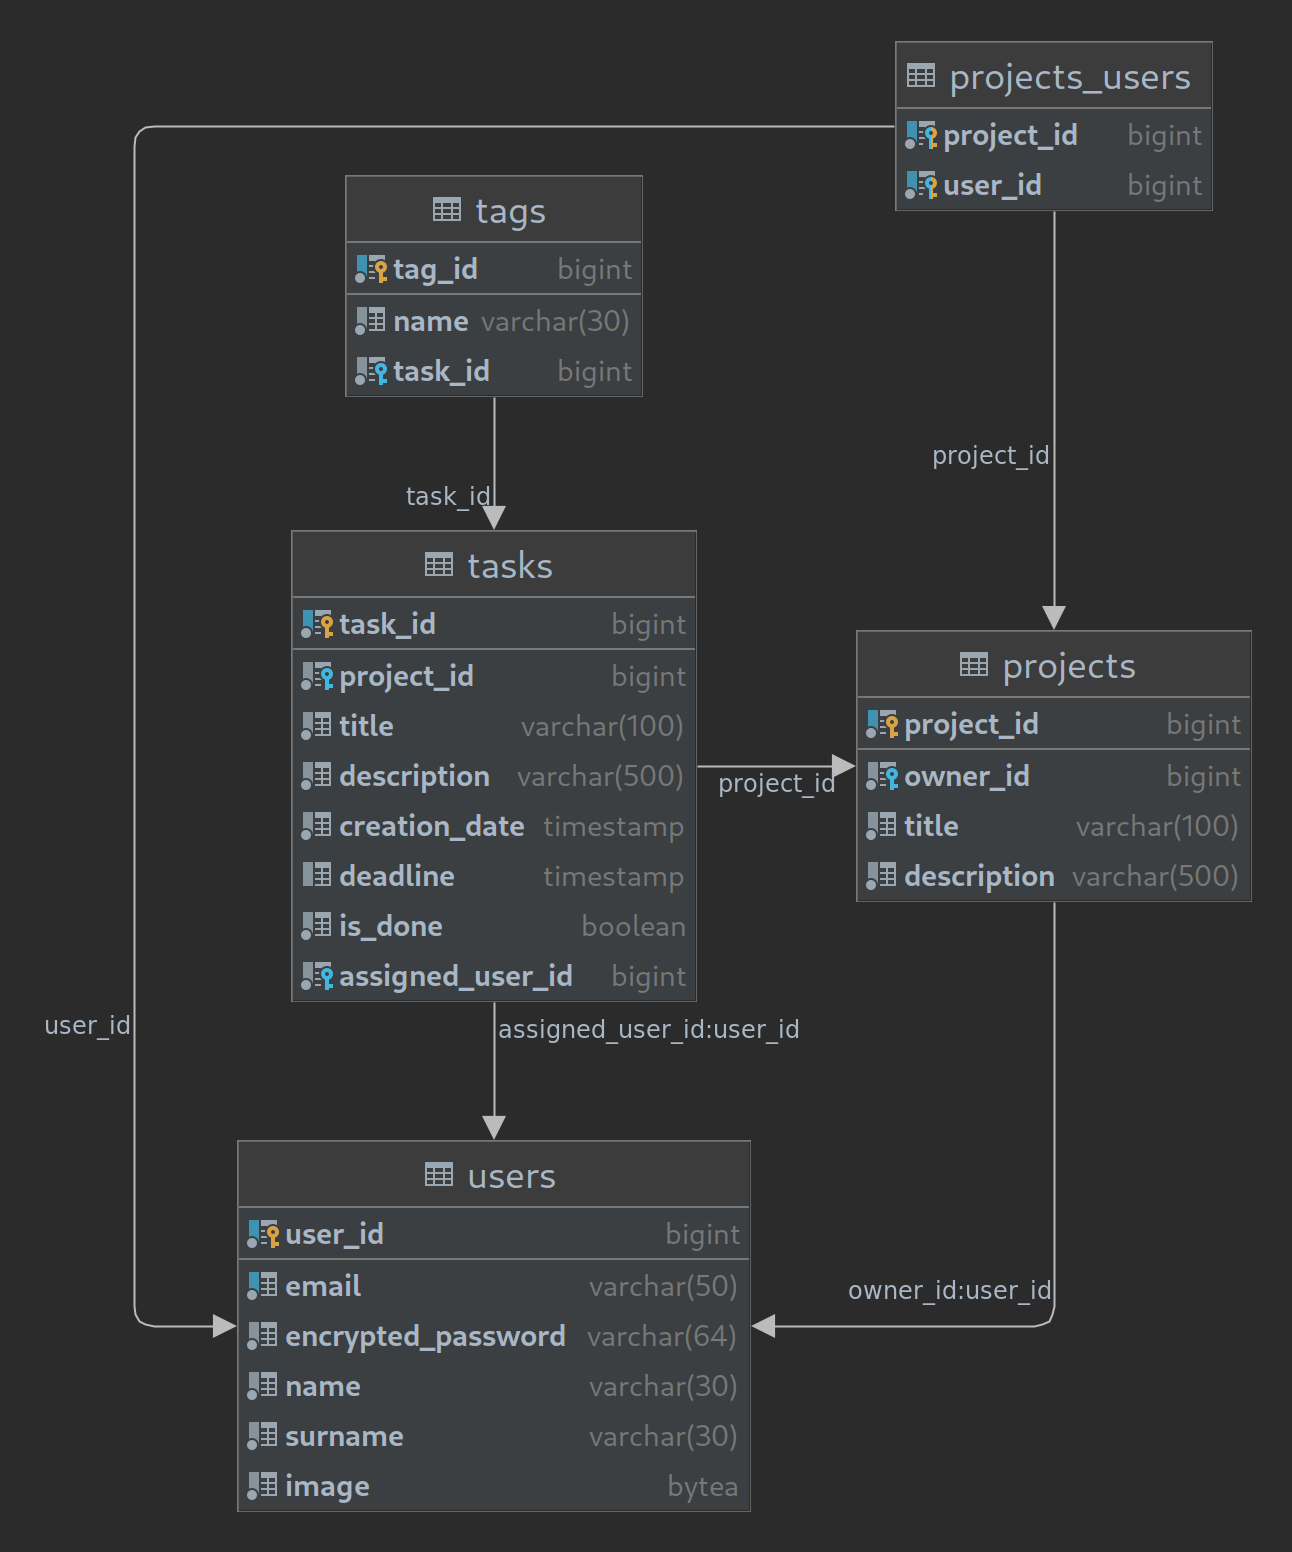 projects_users
project_id bigint
user_id bigint
tags
tag_id bigint
name varchar(30)
task_id bigint
project_id
task_id
tasks
task_id bigint
project_id bigint
title varchar(100)
description varchar(500)
creation_date timestamp
deadline timestamp
is_done boolean
assigned_user_id bigint
project_id
projects
project_id bigint
owner_id bigint
title varchar(100)
description varchar(500)
user_id
assigned_user_id:user_id
owner_id:user_id
users
user_id bigint
email varchar(50)
encrypted_password varchar(64)
name varchar(30)
surname varchar(30)
image bytea